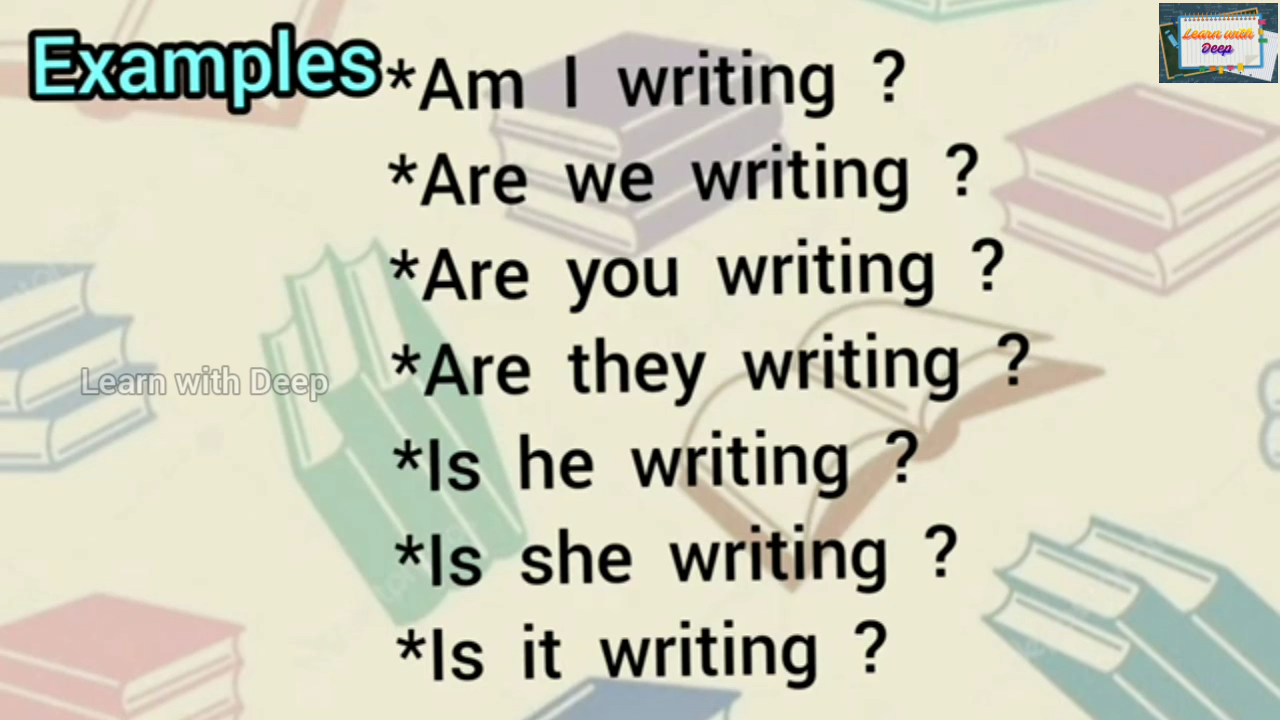 Examples
*Am I writing ?
*Are we writing ?
*Are you writing ?
*Are they writing ?
*Is he writing ?
*Is she writing ?
*Is it writing ?
Learn with Deep
Learn with
Deep